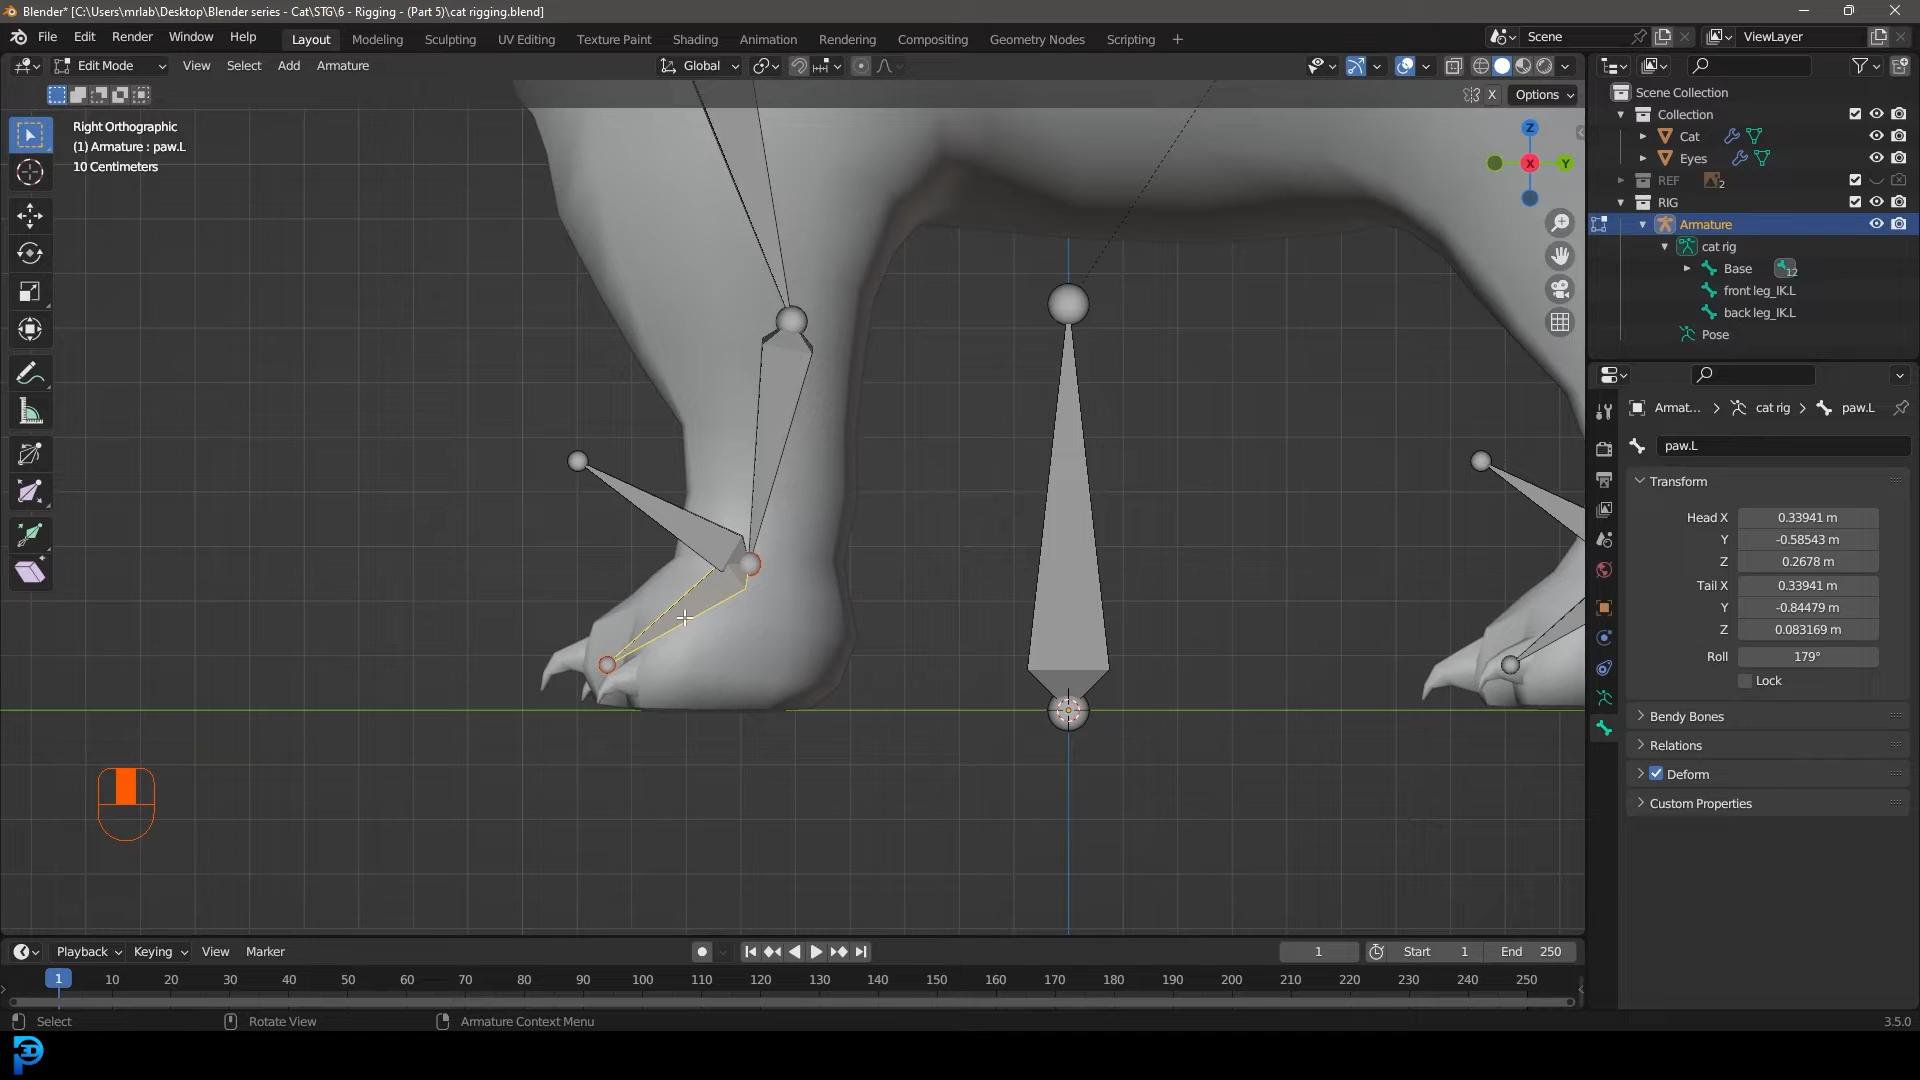 Blender* [C:\Users\mrlab\Desktop\Blender series - Cat\STG\6 - Rigging - (Part 5)\cat rigging.blend]
File Edit Render Window Help Layout Modeling Sculpting UV Editing Texture Paint Shading Animation Rendering Compositing Geometry Nodes Scripting + Scene ViewLayer
Edit Mode View Select Add Armature Global
X Options
Right Orthographic
(1) Armature : paw.L
10 Centimeters
Z
X
Y
Scene Collection
Collection
Cat
Eyes
REF 2
RIG
Armature
cat rig
Base 12
front leg_IK.L
back leg_IK.L
Pose
Armat... > cat rig > paw.L
paw.L
Transform
Head X 0.33941 m
Y -0.58543 m
Z 0.2678 m
Tail X 0.33941 m
Y -0.84479 m
Z 0.083169 m
Roll 179°
Lock
Bendy Bones
Relations
Deform
Custom Properties
Playback Keying View Marker 1 Start 1 End 250
1 10 20 30 40 50 60 70 80 90 100 110 120 130 140 150 160 170 180 190 200 210 220 230 240 250
Select Rotate View Armature Context Menu 3.5.0
3D